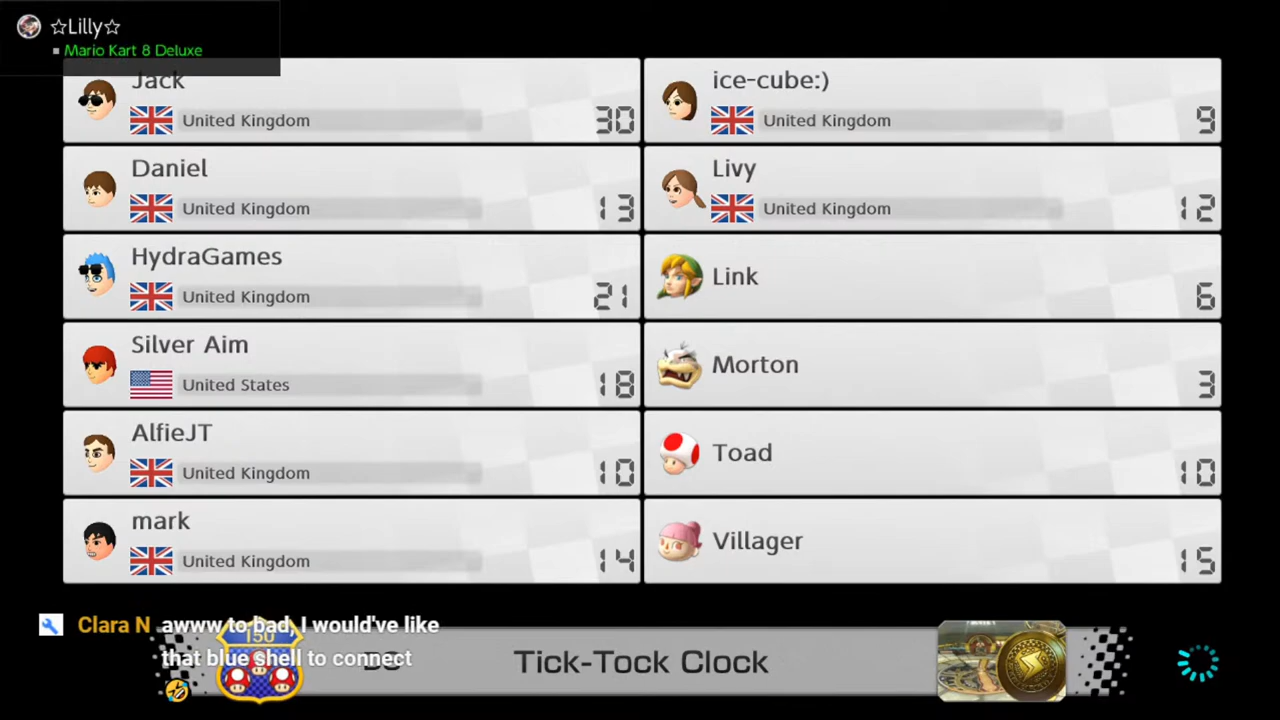 ☆Lilly☆
Mario Kart 8 Deluxe
Jack
United Kingdom
30
Daniel
United Kingdom
13
HydraGames
United Kingdom
21
Silver Aim
United States
18
AlfieJT
United Kingdom
10
mark
United Kingdom
14
ice-cube:)
United Kingdom
9
Livy
United Kingdom
12
Link
6
Morton
3
Toad
10
Villager
15
Clara N awww to bad, I would've like
that blue shell to connect
150
Tick-Tock Clock